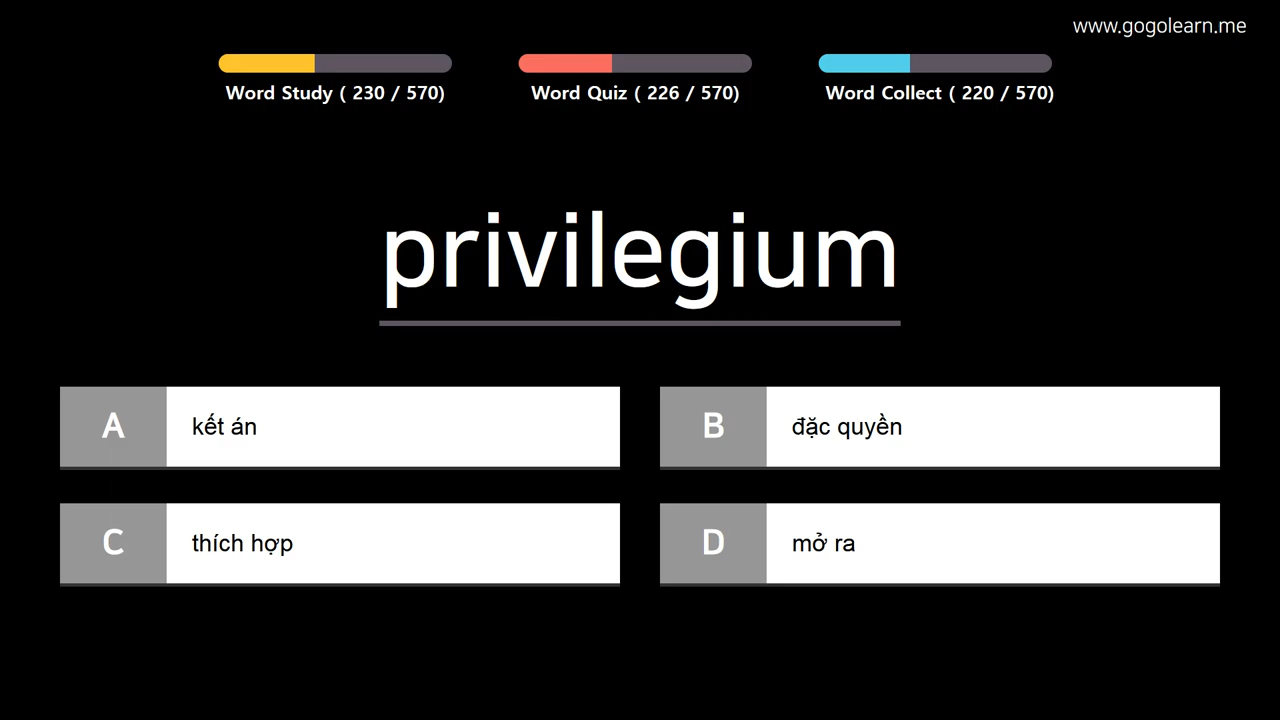 www.gogolearn.me
Word Study ( 230 / 570)
Word Quiz ( 226 / 570)
Word Collect ( 220 / 570)
privilegium
A kết án
B đặc quyền
C thích hợp
D mở ra